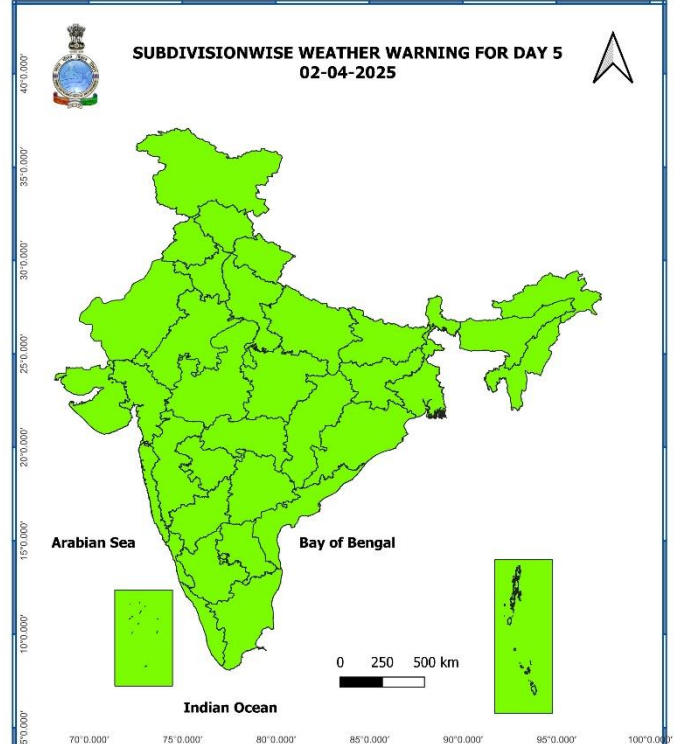 SUBDIVISIONWISE WEATHER WARNING FOR DAY 5
02-04-2025
40°0.000'
35°0.000'
30°0.000'
25°0.000'
20°0.000'
15°0.000'
10°0.000'
5°0.000'
Arabian Sea
Bay of Bengal
0 250 500 km
Indian Ocean
70°0.000' 75°0.000' 80°0.000' 85°0.000' 90°0.000' 95°0.000' 100°0.000'